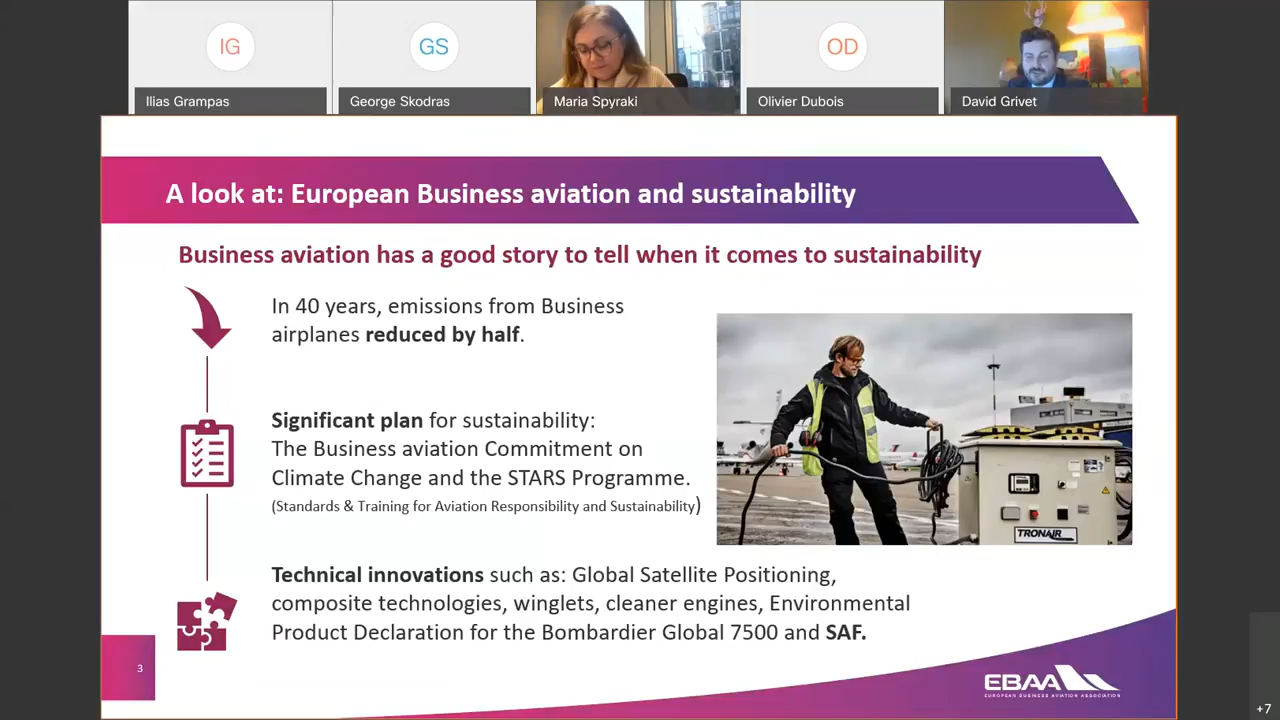 IG
GS
OD
Ilias Grampas
George Skodras
Maria Spyraki
Olivier Dubois
David Grivet
A look at: European Business aviation and sustainability
Business aviation has a good story to tell when it comes to sustainability
In 40 years, emissions from Business
airplanes reduced by half.
Significant plan for sustainability:
The Business aviation Commitment on
Climate Change and the STARS Programme.
(Standards & Training for Aviation Responsibility and Sustainability)
TRONAIR
Technical innovations such as: Global Satellite Positioning,
composite technologies, winglets, cleaner engines, Environmental
Product Declaration for the Bombardier Global 7500 and SAF.
3
EBAA
EUROPEAN BUSINESS AVIATION ASSOCIATION
+7